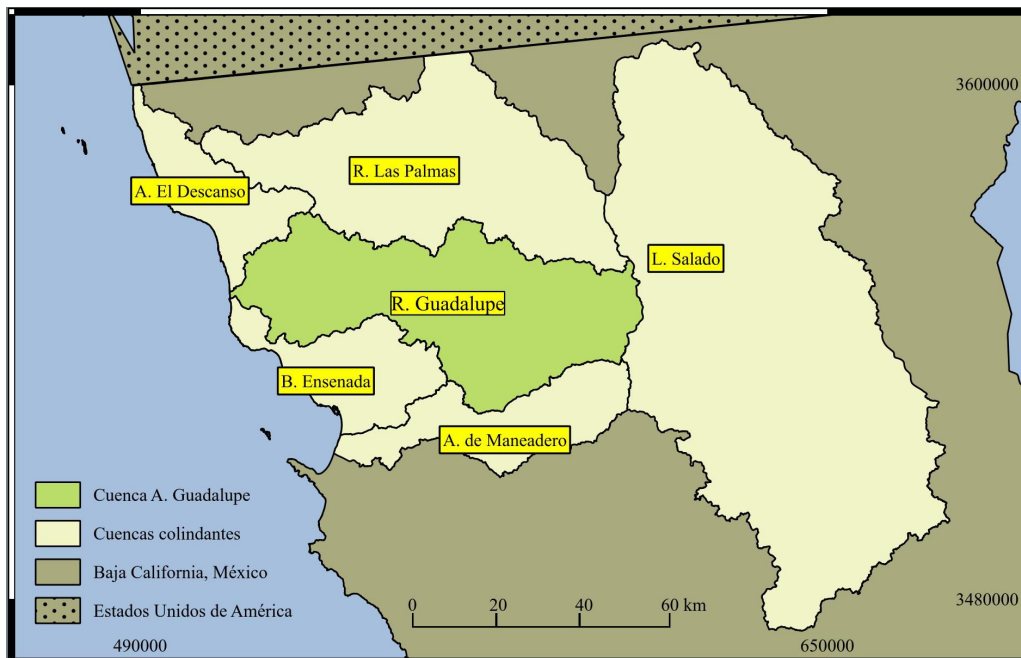 3600000
R. Las Palmas
A. El Descanso
L. Salado
R. Guadalupe
B. Ensenada
A. de Maneadero
Cuenca A. Guadalupe
Cuencas colindantes
Baja California, México
Estados Unidos de América
0 20 40 60 km
3480000
490000
650000